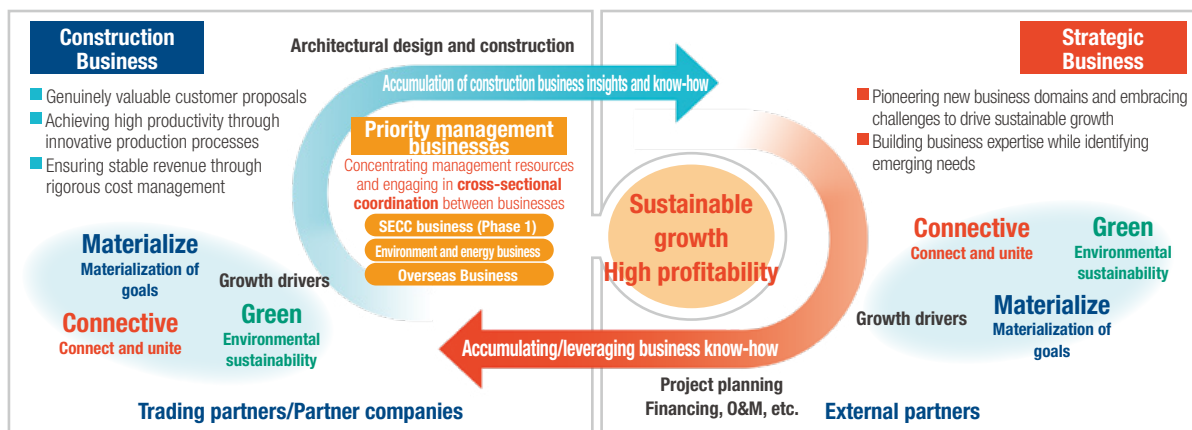 Construction
Business
Genuinely valuable customer proposals
Achieving high productivity through
innovative production processes
Ensuring stable revenue through
rigorous cost management
Materialize
Materialization of
goals
Growth drivers
Connective
Connect and unite
Green
Environmental
sustainability
Trading partners/Partner companies
Architectural design and construction
Accumulation of construction business insights and know-how
Priority management
businesses
Concentrating management resources
and engaging in cross-sectional
coordination between businesses
SECC business (Phase 1)
Environment and energy business
Overseas Business
Sustainable
growth
High profitability
Accumulating/leveraging business know-how
Project planning
Financing, O&M, etc.
Strategic
Business
Pioneering new business domains and embracing
challenges to drive sustainable growth
Building business expertise while identifying
emerging needs
Connective
Connect and unite
Green
Environmental
sustainability
Growth drivers
Materialize
Materialization of
goals
External partners